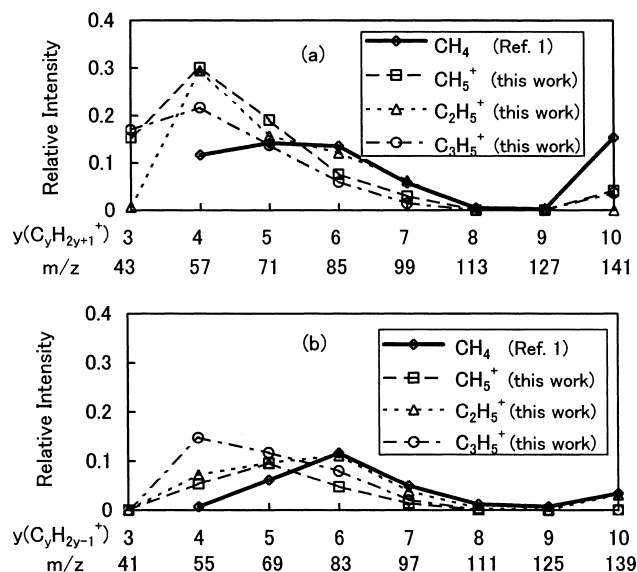 0.4
(a)
CH4 (Ref. 1)
CH5+ (this work)
C2H5+ (this work)
C3H5+ (this work)
0.3
0.2
0.1
0
Relative Intensity
y(CyH2y+1+) 3 4 5 6 7 8 9 10
m/z 43 57 71 85 99 113 127 141
0.4
(b)
CH4 (Ref. 1)
CH5+ (this work)
C2H5+ (this work)
C3H5+ (this work)
0.3
0.2
0.1
0
Relative Intensity
y(CyH2y-1+) 3 4 5 6 7 8 9 10
m/z 41 55 69 83 97 111 125 139